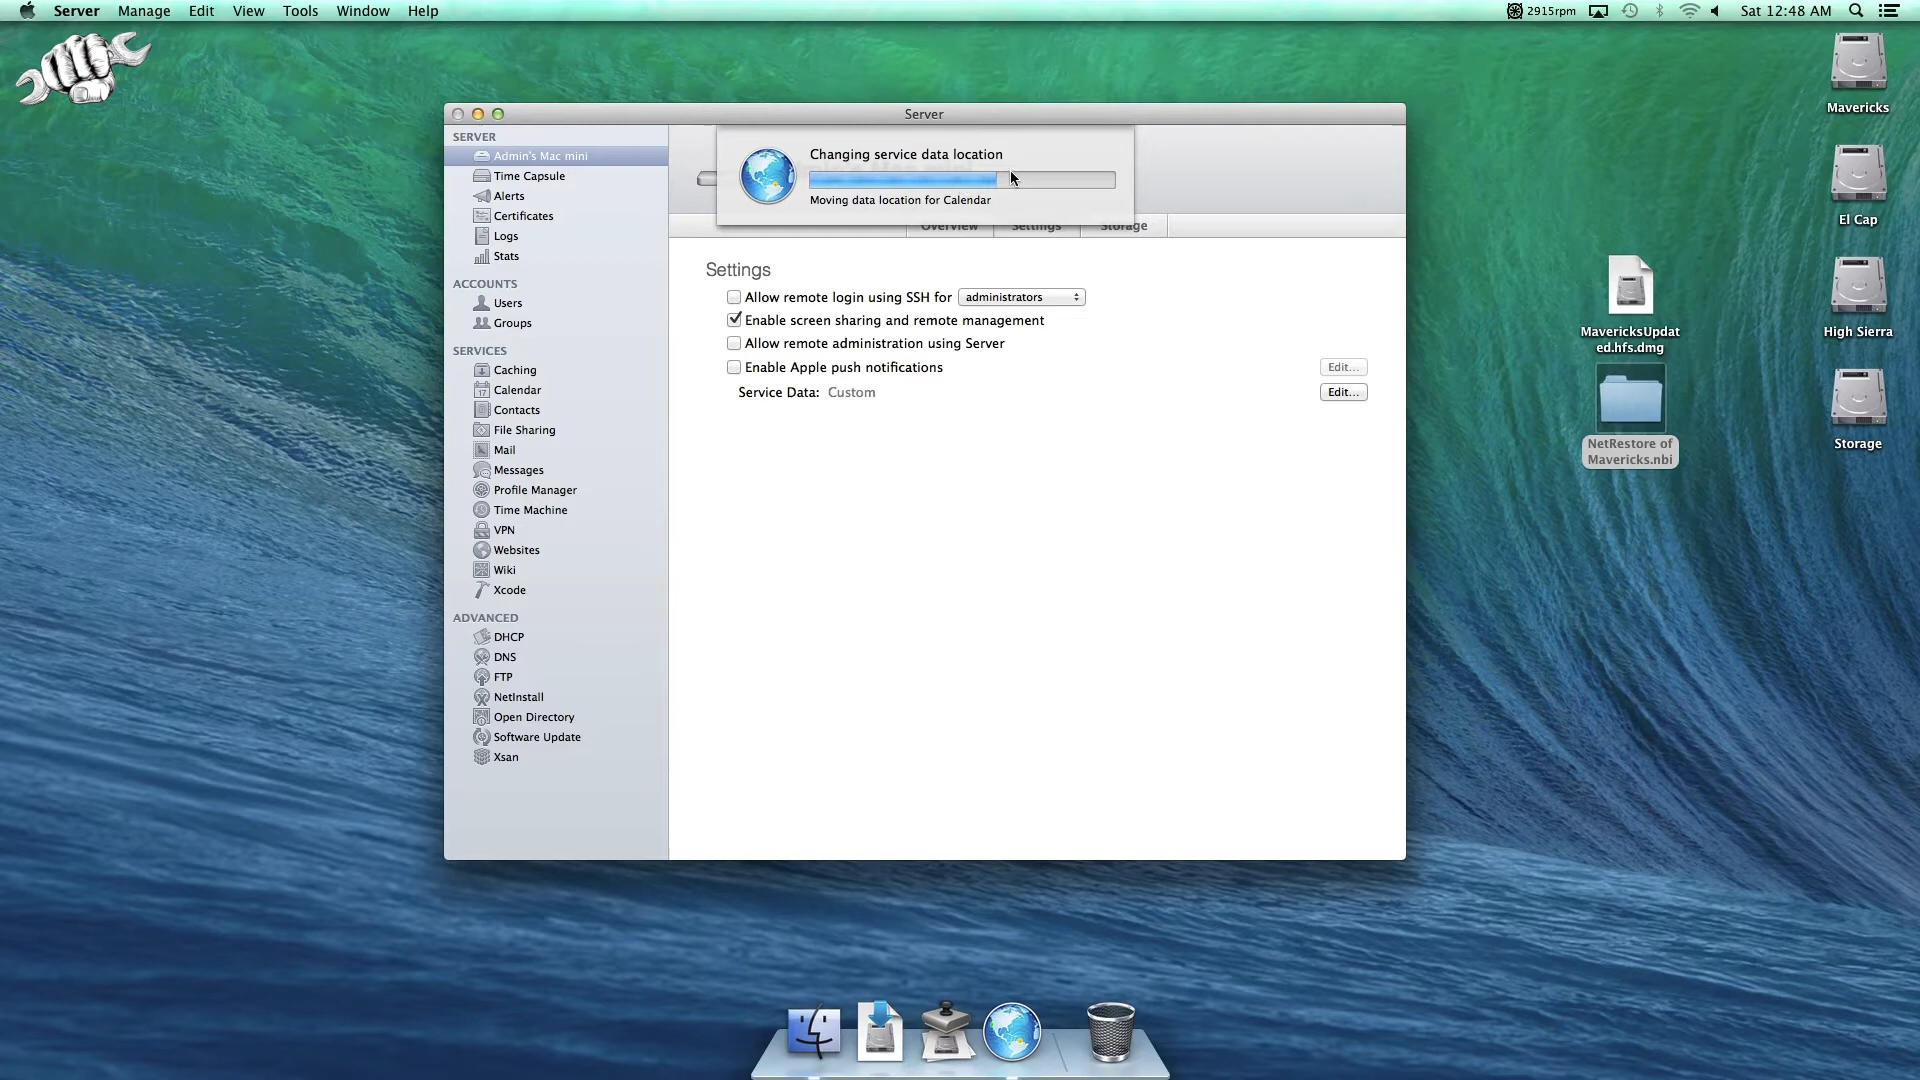 Server Manage Edit View Tools Window Help
2915rpm Sat 12:48 AM
Server
SERVER
Admin's Mac mini
Time Capsule
Alerts
Certificates
Logs
Stats
ACCOUNTS
Users
Groups
SERVICES
Caching
Calendar
Contacts
File Sharing
Mail
Messages
Profile Manager
Time Machine
VPN
Websites
Wiki
Xcode
ADVANCED
DHCP
DNS
FTP
NetInstall
Open Directory
Software Update
Xsan
Changing service data location
Moving data location for Calendar
Overview Settings Storage
Settings
Allow remote login using SSH for administrators
Enable screen sharing and remote management
Allow remote administration using Server
Enable Apple push notifications Edit...
Service Data: Custom Edit...
MavericksUpdat
ed.hfs.dmg
NetRestore of
Mavericks.nbi
Mavericks
El Cap
High Sierra
Storage